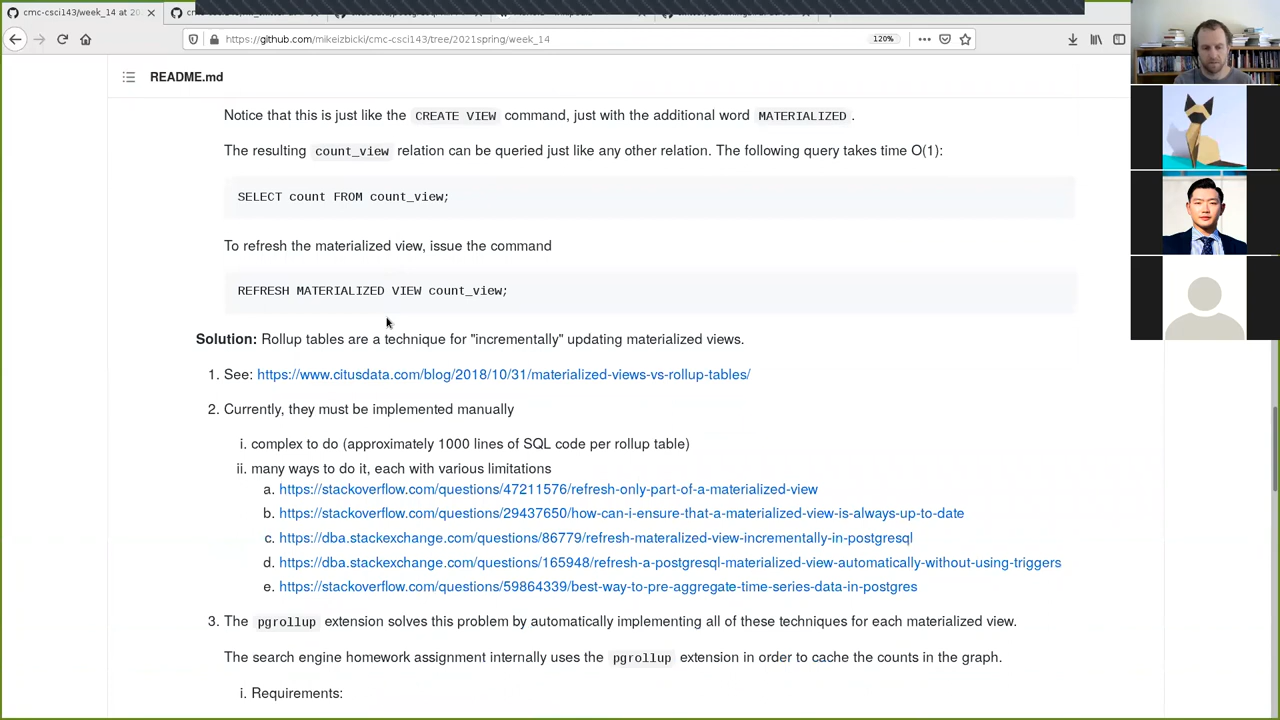 cmc-csci143/week_14 at 20
https://github.com/mikeizbicki/cmc-csci143/tree/2021spring/week_14
120%
README.md
Notice that this is just like the CREATE VIEW command, just with the additional word MATERIALIZED.
The resulting count_view relation can be queried just like any other relation. The following query takes time O(1):
SELECT count FROM count_view;
To refresh the materialized view, issue the command
REFRESH MATERIALIZED VIEW count_view;
Solution: Rollup tables are a technique for "incrementally" updating materialized views.
1. See: https://www.citusdata.com/blog/2018/10/31/materialized-views-vs-rollup-tables/
2. Currently, they must be implemented manually
i. complex to do (approximately 1000 lines of SQL code per rollup table)
ii. many ways to do it, each with various limitations
a. https://stackoverflow.com/questions/47211576/refresh-only-part-of-a-materialized-view
b. https://stackoverflow.com/questions/29437650/how-can-i-ensure-that-a-materialized-view-is-always-up-to-date
c. https://dba.stackexchange.com/questions/86779/refresh-materalized-view-incrementally-in-postgresql
d. https://dba.stackexchange.com/questions/165948/refresh-a-postgresql-materialized-view-automatically-without-using-triggers
e. https://stackoverflow.com/questions/59864339/best-way-to-pre-aggregate-time-series-data-in-postgres
3. The pgrollup extension solves this problem by automatically implementing all of these techniques for each materialized view.
The search engine homework assignment internally uses the pgrollup extension in order to cache the counts in the graph.
i. Requirements: